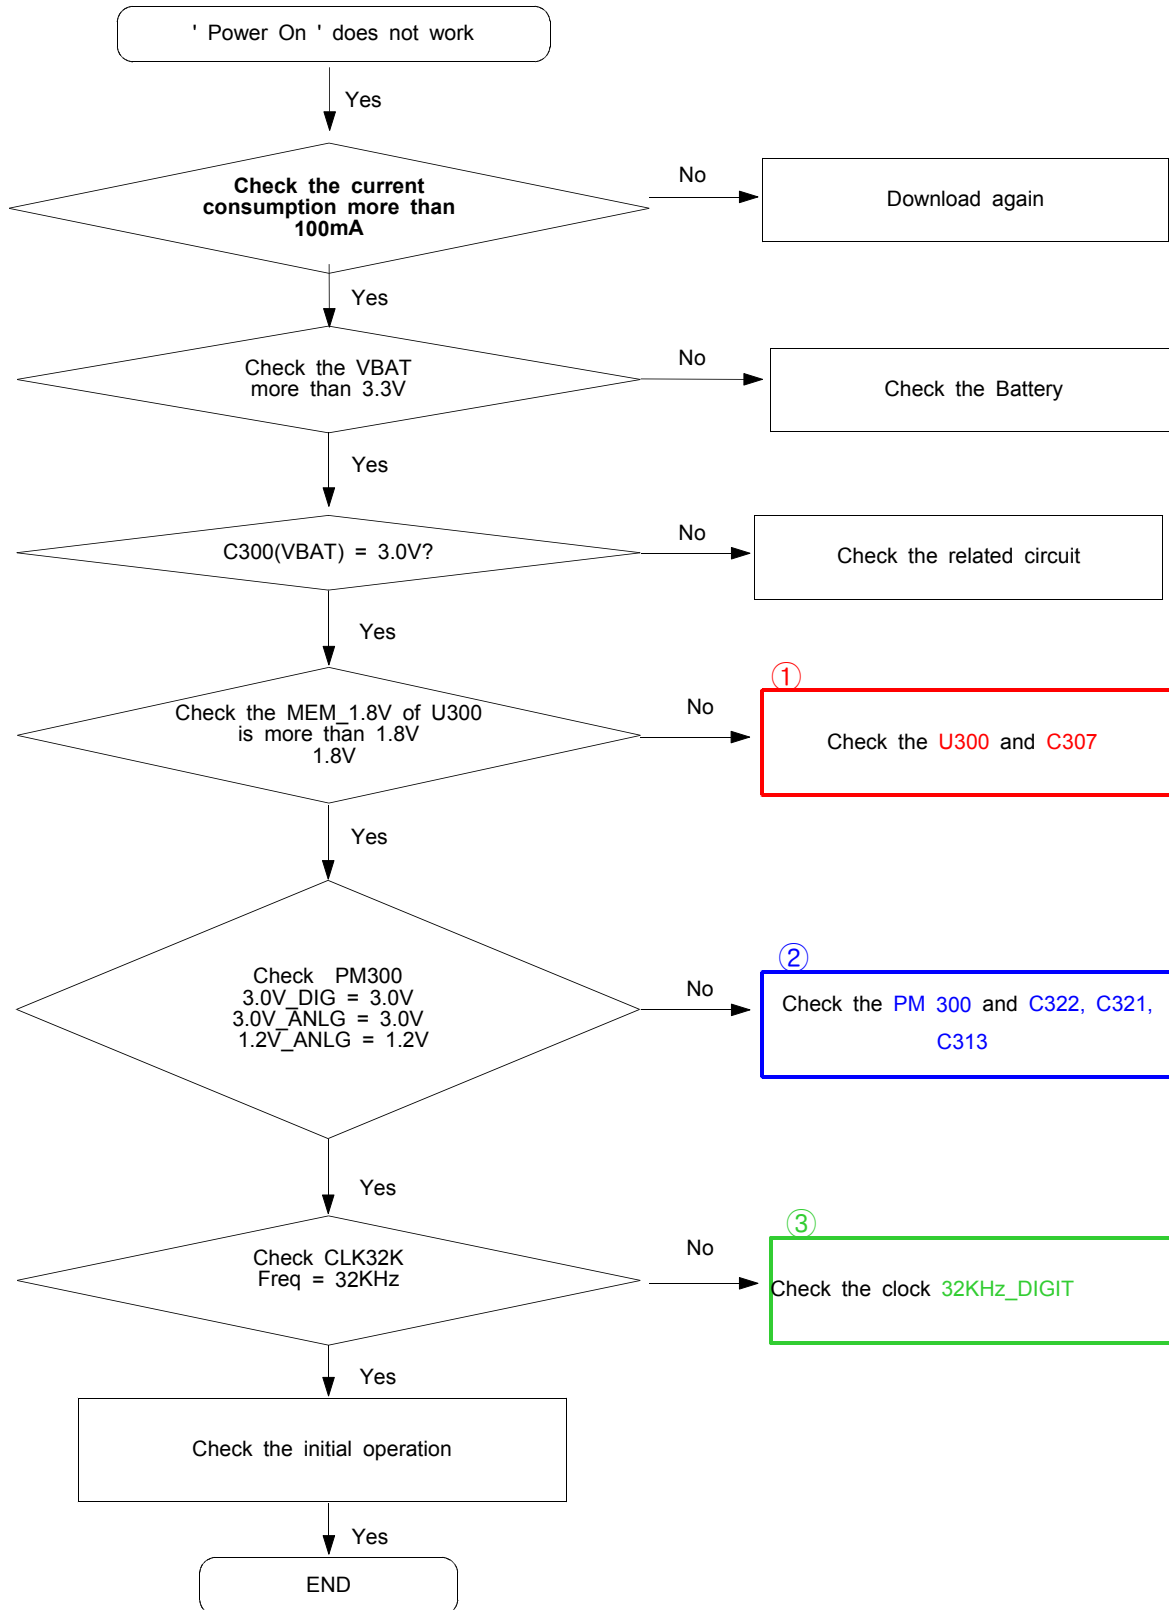 ' Power On ' does not work
Yes
Check the current
consumption more than
100mA
No
Download again
Yes
Check the VBAT
more than 3.3V
No
Check the Battery
Yes
C300(VBAT) = 3.0V?
No
Check the related circuit
Yes
Check the MEM_1.8V of U300
is more than 1.8V
1.8V
No
①
Check the U300 and C307
Yes
Check PM300
3.0V_DIG = 3.0V
3.0V_ANLG = 3.0V
1.2V_ANLG = 1.2V
No
②
Check the PM 300 and C322, C321,
C313
Yes
Check CLK32K
Freq = 32KHz
No
③
Check the clock 32KHz_DIGIT
Yes
Check the initial operation
Yes
END